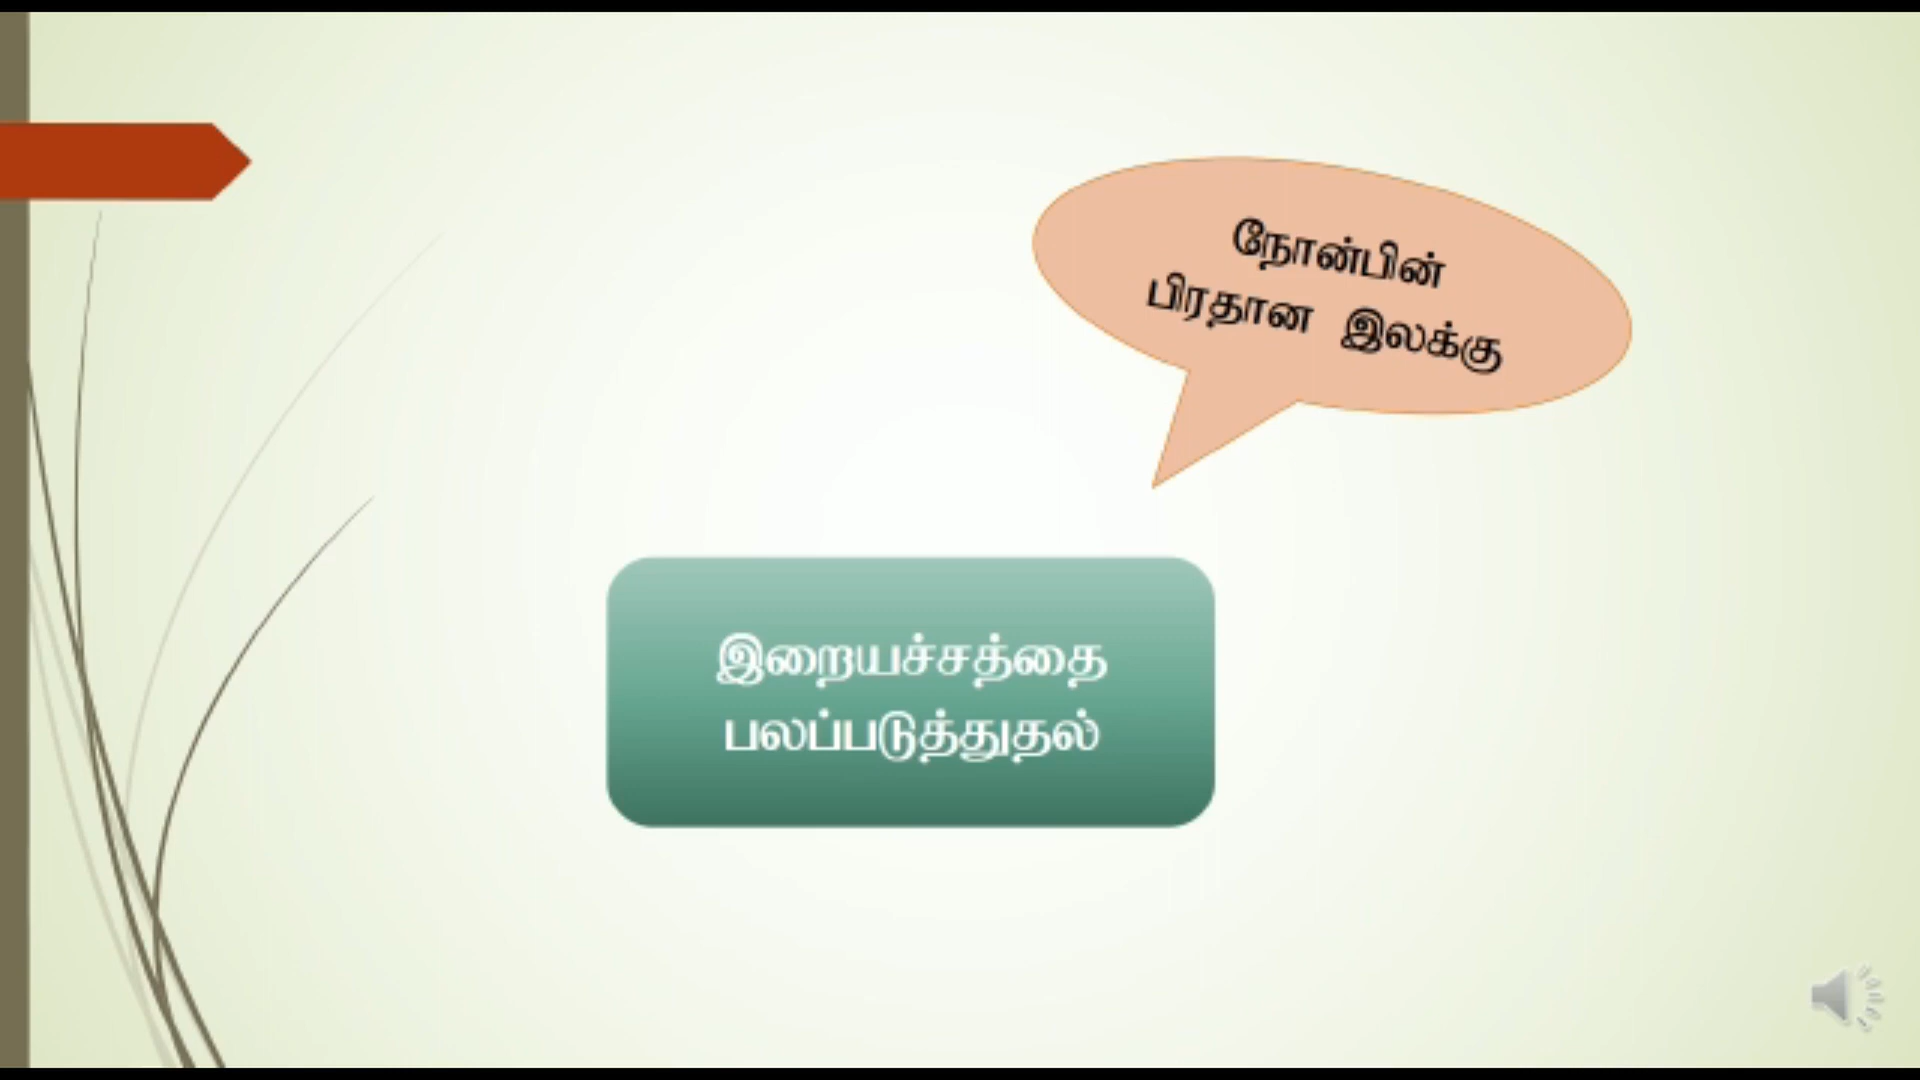 நோன்பின்
பிரதான இலக்கு
இறையச்சத்தை
பலப்படுத்துதல்